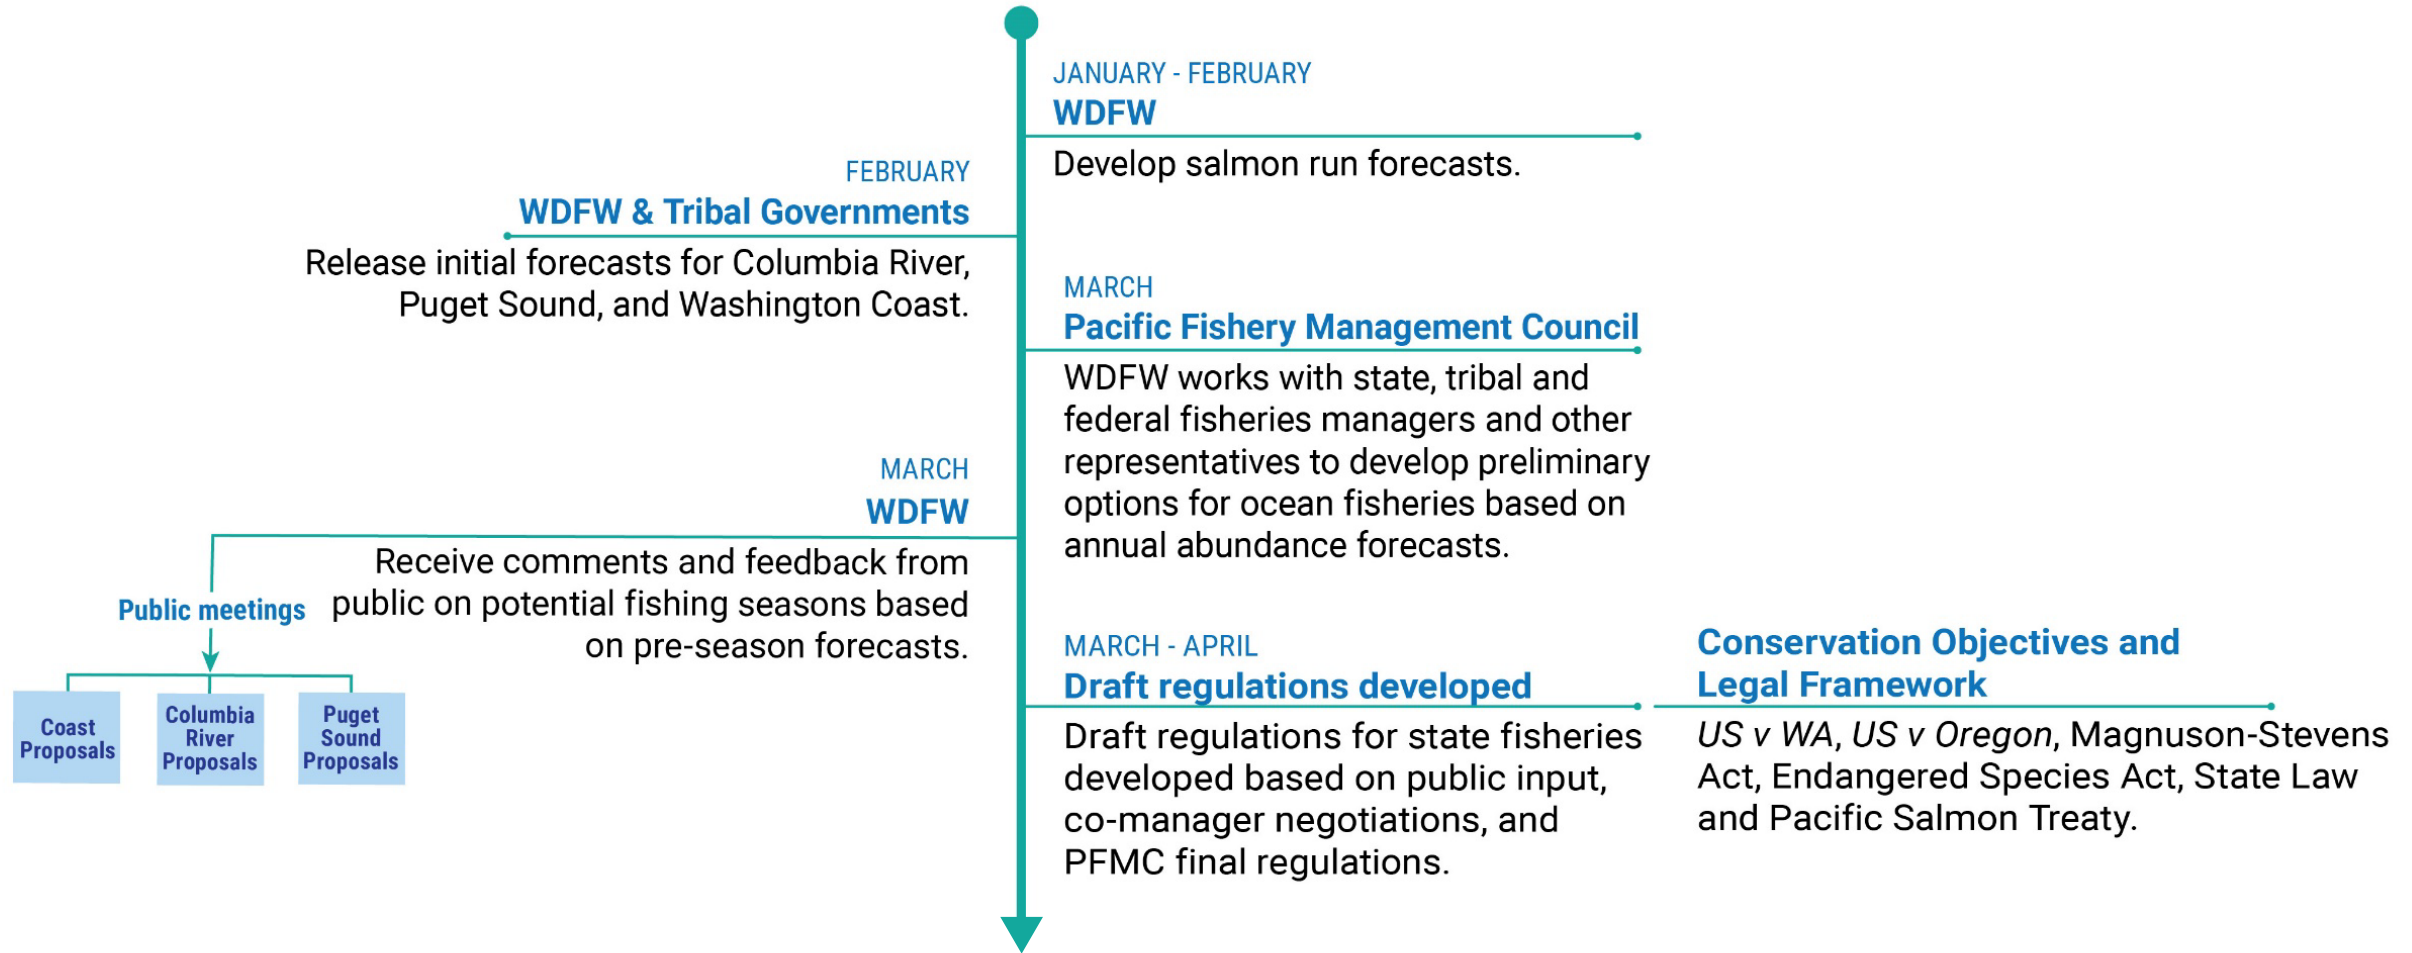 JANUARY - FEBRUARY
WDFW
Develop salmon run forecasts.
FEBRUARY
WDFW & Tribal Governments
Release initial forecasts for Columbia River,
Puget Sound, and Washington Coast.
MARCH
Pacific Fishery Management Council
WDFW works with state, tribal and
federal fisheries managers and other
representatives to develop preliminary
options for ocean fisheries based on
annual abundance forecasts.
MARCH
WDFW
Receive comments and feedback from
public on potential fishing seasons based
on pre-season forecasts.
Public meetings
Coast
Proposals
Columbia
River
Proposals
Puget
Sound
Proposals
MARCH - APRIL
Draft regulations developed
Draft regulations for state fisheries
developed based on public input,
co-manager negotiations, and
PFMC final regulations.
Conservation Objectives and
Legal Framework
US v WA, US v Oregon, Magnuson-Stevens
Act, Endangered Species Act, State Law
and Pacific Salmon Treaty.